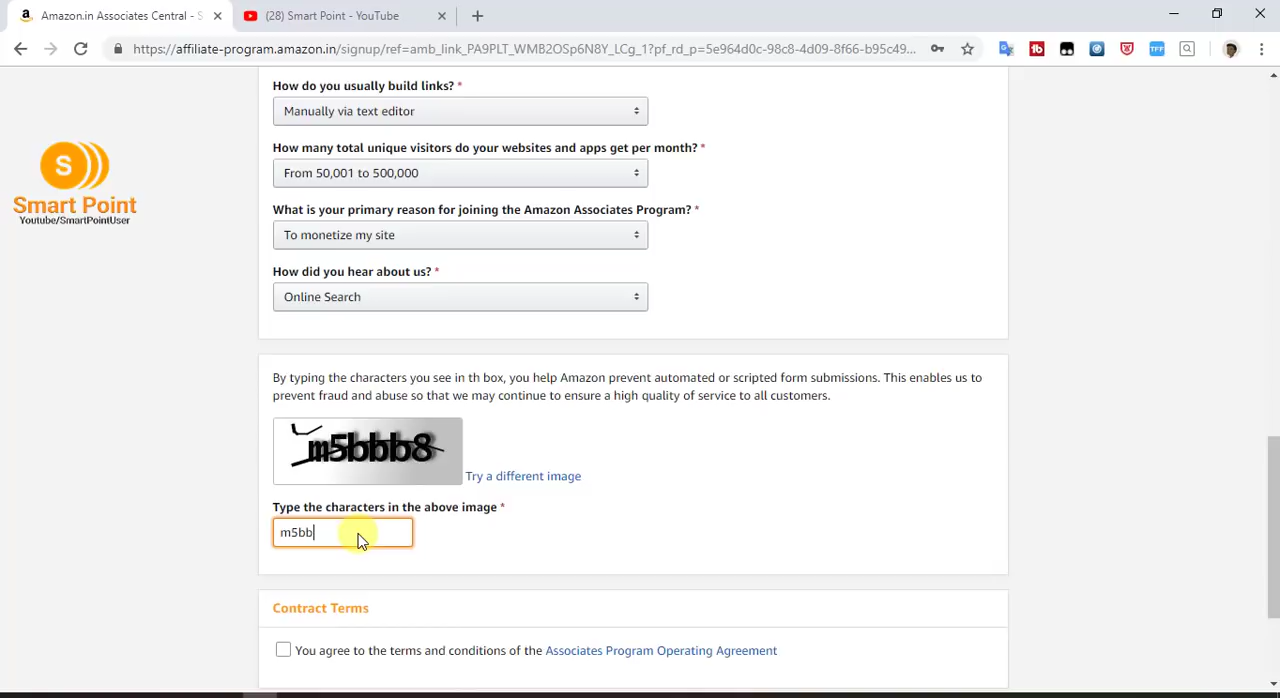 Amazon.in Associates Central - S
(28) Smart Point - YouTube
https://affiliate-program.amazon.in/signup/ref=amb_link_PA9PLT_WMB2OSp6N8Y_LCg_1?pf_rd_p=5e964d0c-98c8-4d09-8f66-b95c49...
How do you usually build links? *
Manually via text editor
How many total unique visitors do your websites and apps get per month? *
From 50,001 to 500,000
What is your primary reason for joining the Amazon Associates Program? *
To monetize my site
How did you hear about us? *
Online Search
S
Smart Point
Youtube/SmartPointUser
By typing the characters you see in th box, you help Amazon prevent automated or scripted form submissions. This enables us to
prevent fraud and abuse so that we may continue to ensure a high quality of service to all customers.
m5bbb8
Try a different image
Type the characters in the above image *
m5bb
Contract Terms
You agree to the terms and conditions of the Associates Program Operating Agreement